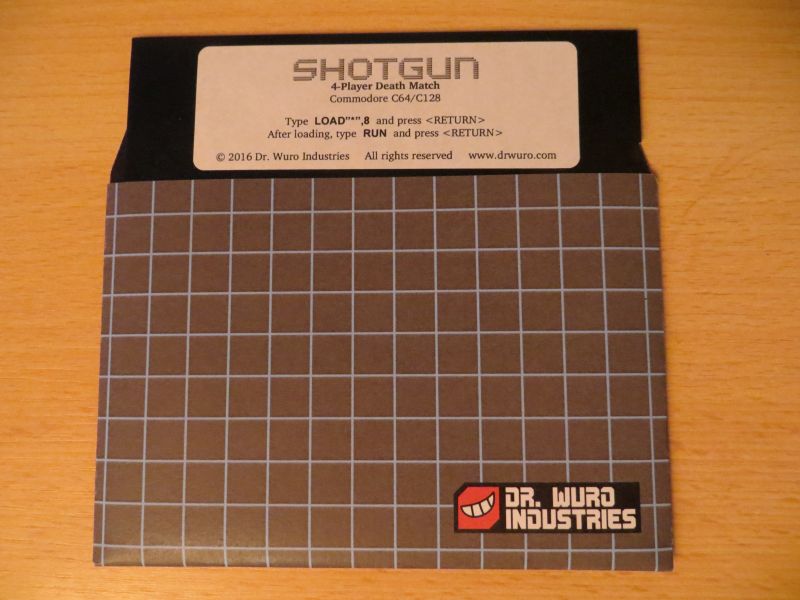 SHOTGUN
4-Player Death Match
Commodore C64/C128
Type LOAD"*",8 and press <RETURN>
After loading, type RUN and press <RETURN>
© 2016 Dr. Wuro Industries All rights reserved www.drwuro.com
DR. WURO
INDUSTRIES